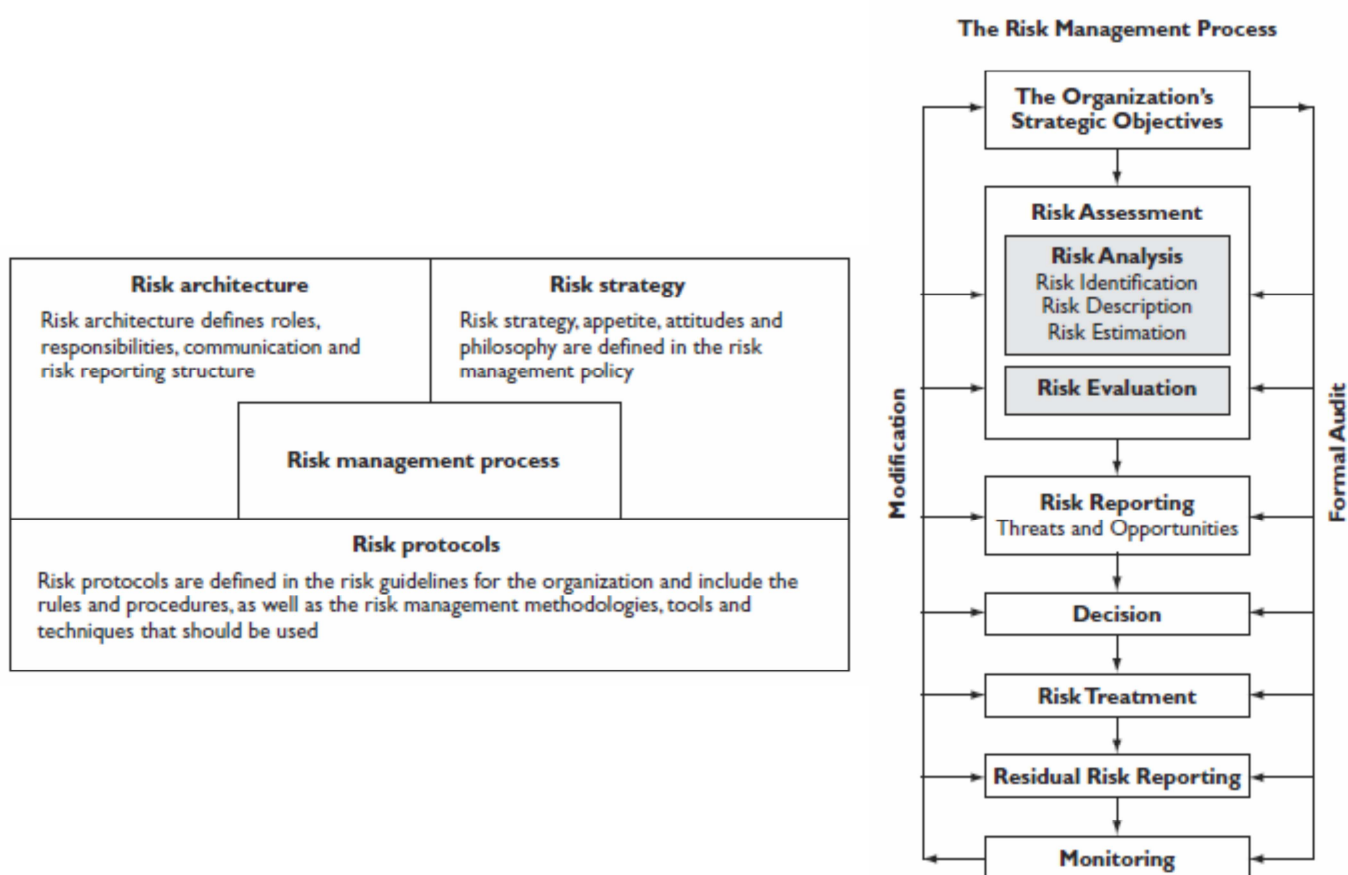 Risk architecture
Risk architecture defines roles,
responsibilities, communication and
risk reporting structure
Risk strategy
Risk strategy, appetite, attitudes and
philosophy are defined in the risk
management policy
Risk management process
Risk protocols
Risk protocols are defined in the risk guidelines for the organization and include the
rules and procedures, as well as the risk management methodologies, tools and
techniques that should be used
The Risk Management Process
The Organization's
Strategic Objectives
Risk Assessment
Risk Analysis
Risk Identification
Risk Description
Risk Estimation
Risk Evaluation
Risk Reporting
Threats and Opportunities
Decision
Risk Treatment
Residual Risk Reporting
Monitoring
Modification
Formal Audit